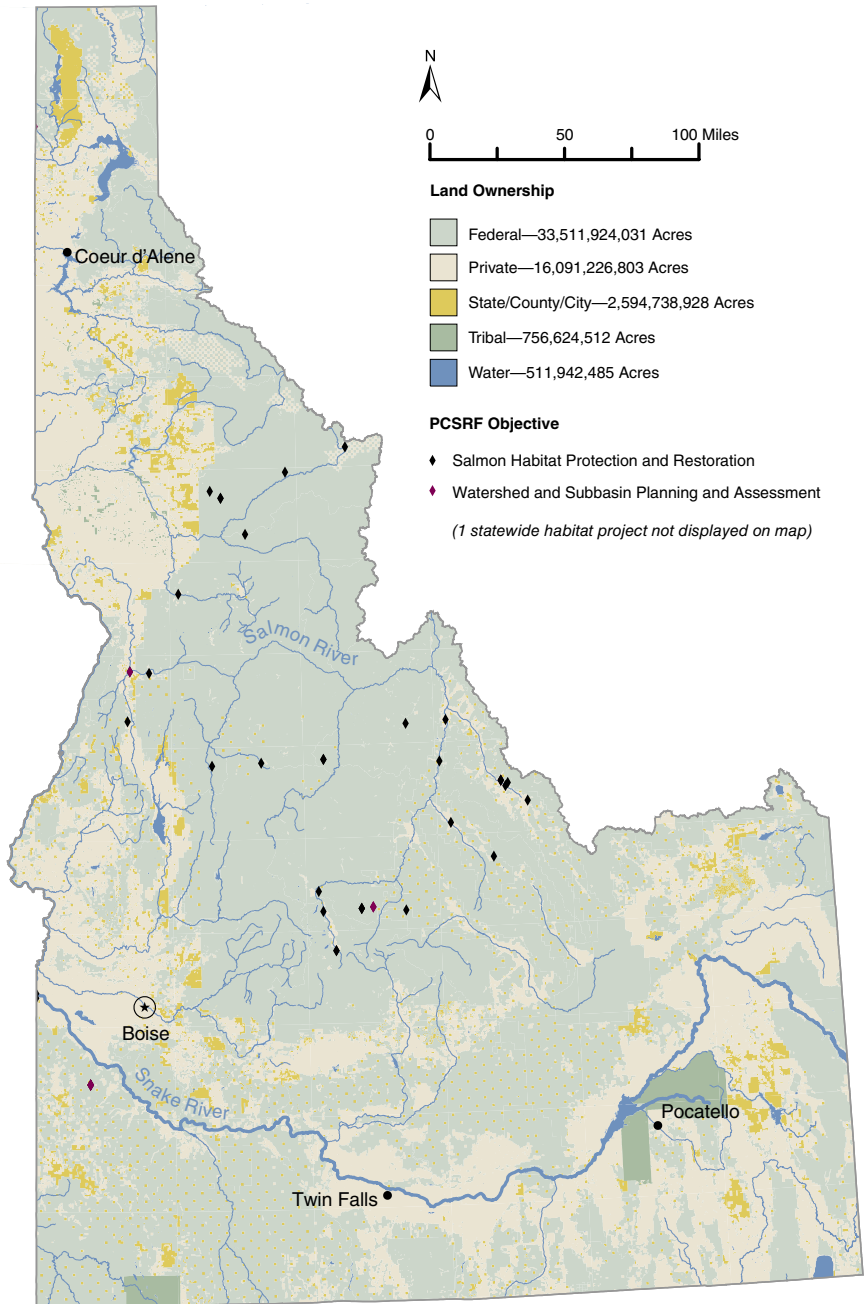 N
0 50 100 Miles
Land Ownership
Federal—33,511,924,031 Acres
Private—16,091,226,803 Acres
State/County/City—2,594,738,928 Acres
Tribal—756,624,512 Acres
Water—511,942,485 Acres
PCSRF Objective
Salmon Habitat Protection and Restoration
Watershed and Subbasin Planning and Assessment
(1 statewide habitat project not displayed on map)
Coeur d'Alene
Salmon River
Boise
Snake River
Pocatello
Twin Falls